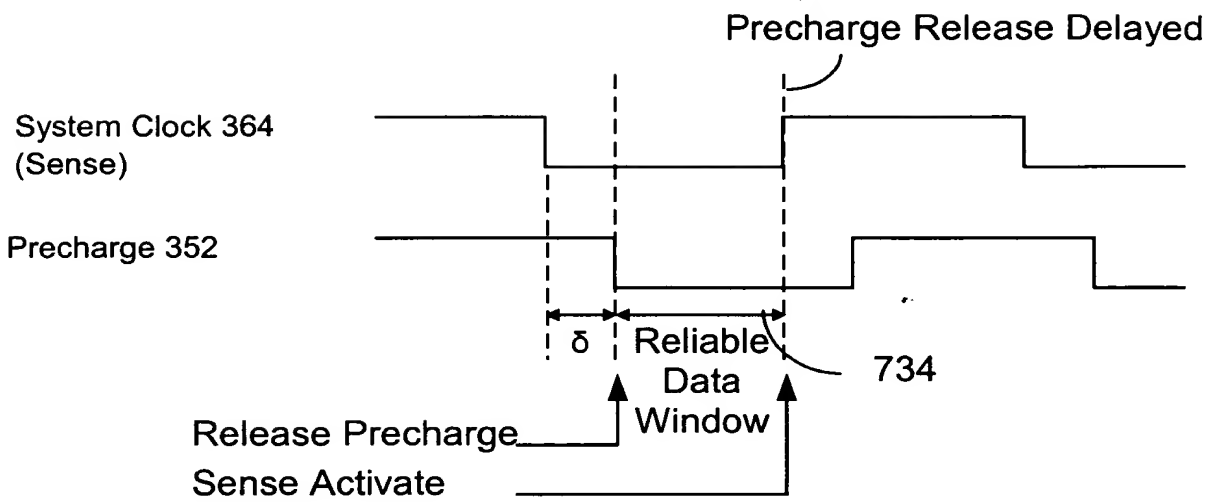 Precharge Release Delayed
System Clock 364
(Sense)
Precharge 352
δ
Reliable
Data
Window
734
Release Precharge
Sense Activate